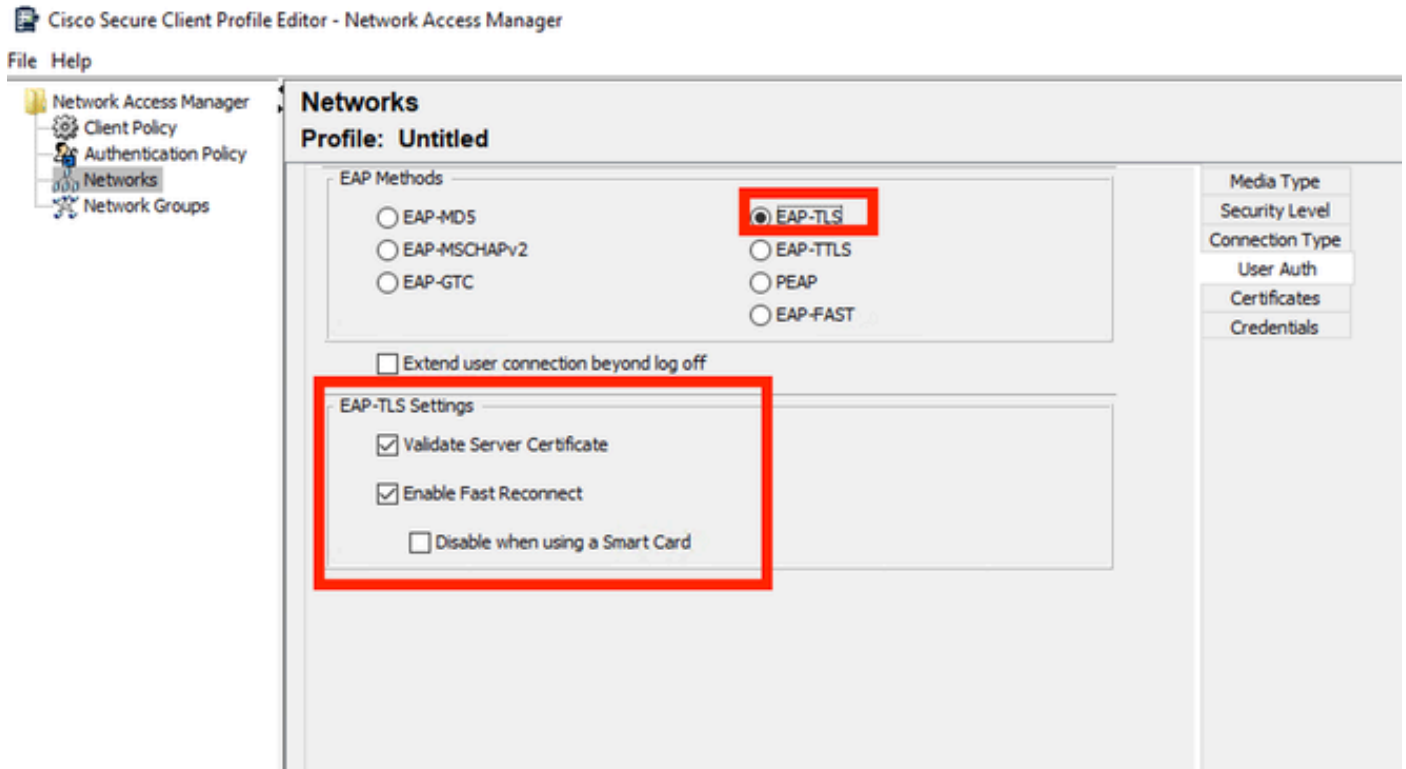 Cisco Secure Client Profile Editor - Network Access Manager
File Help
Network Access Manager
Client Policy
Authentication Policy
Networks
Network Groups
Networks
Profile: Untitled
EAP Methods
EAP-MD5
EAP-TLS
EAP-MSCHAPv2
EAP-TTLS
EAP-GTC
PEAP
EAP-FAST
Extend user connection beyond log off
EAP-TLS Settings
Validate Server Certificate
Enable Fast Reconnect
Disable when using a Smart Card
Media Type
Security Level
Connection Type
User Auth
Certificates
Credentials